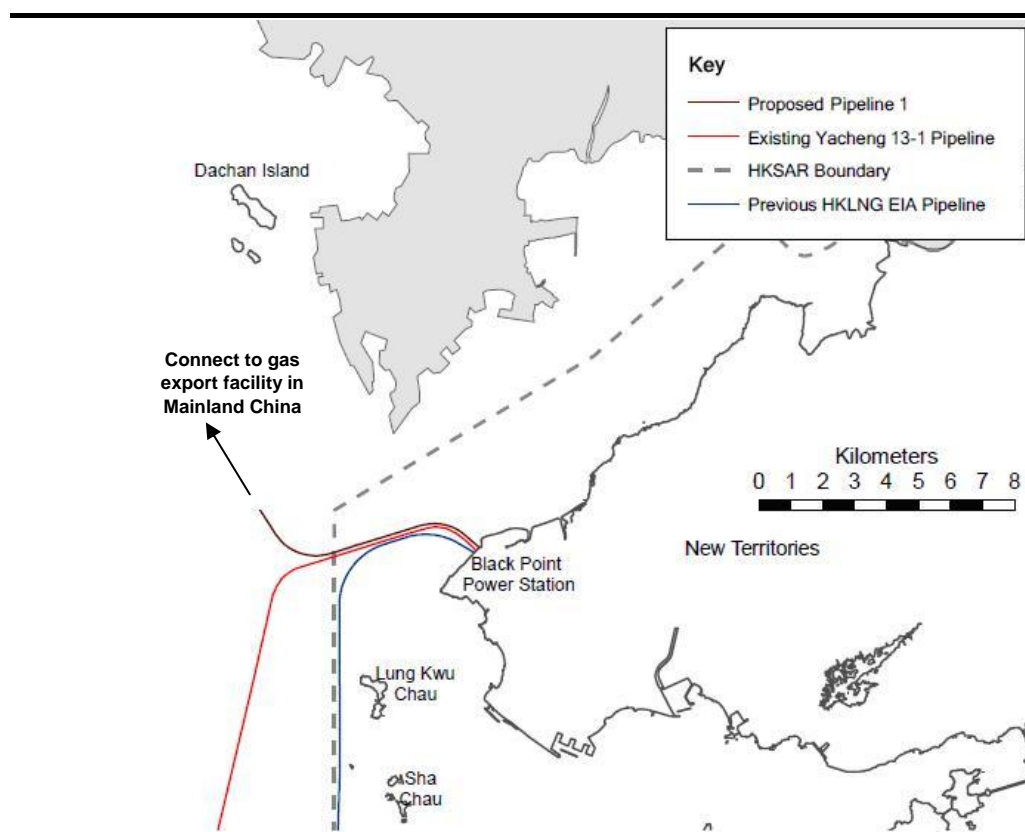 Key
Proposed Pipeline 1
Existing Yacheng 13-1 Pipeline
HKSAR Boundary
Previous HKLNG EIA Pipeline
Dachan Island
Connect to gas
export facility in
Mainland China
Kilometers
0 1 2 3 4 5 6 7 8
New Territories
Black Point
Power Station
Lung Kwu
Chau
Sha
Chau